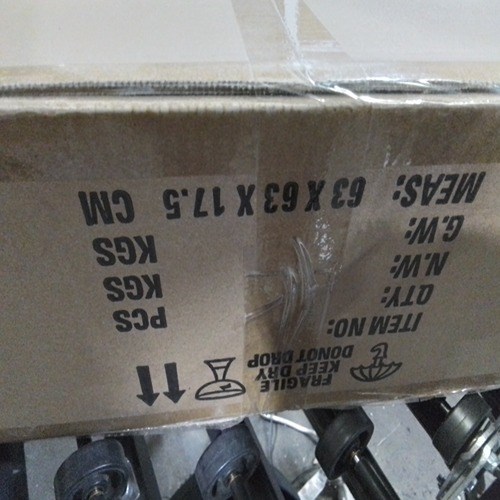 FRAGILE
KEEP DRY
DONOT DROP
ITEM NO:
QTY: PCS
N.W: KGS
G.W: KGS
MEAS: 63 X 63 X 17.5 CM